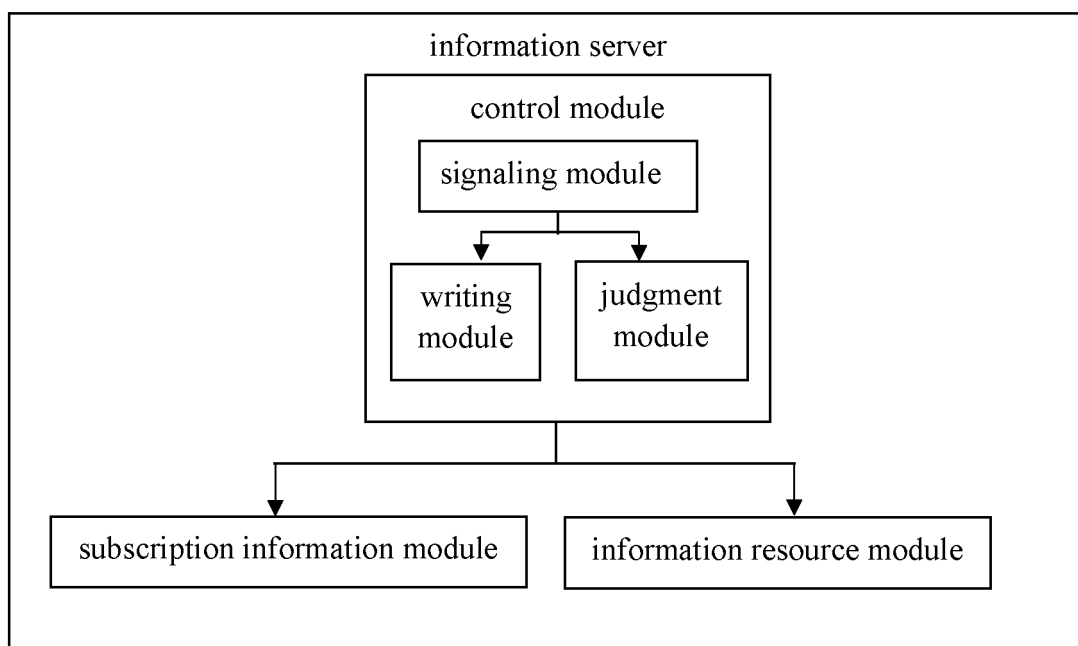 information server
control module
signaling module
writing
module
judgment
module
subscription information module
information resource module